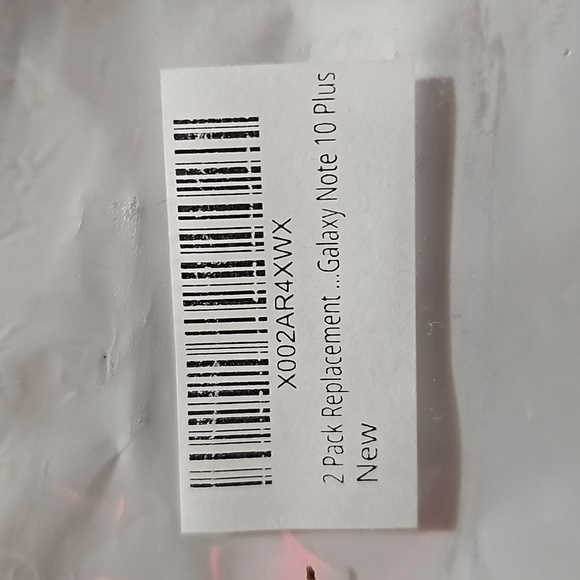 X002AR4XWX
2 Pack Replacement ...Galaxy Note 10 Plus
New